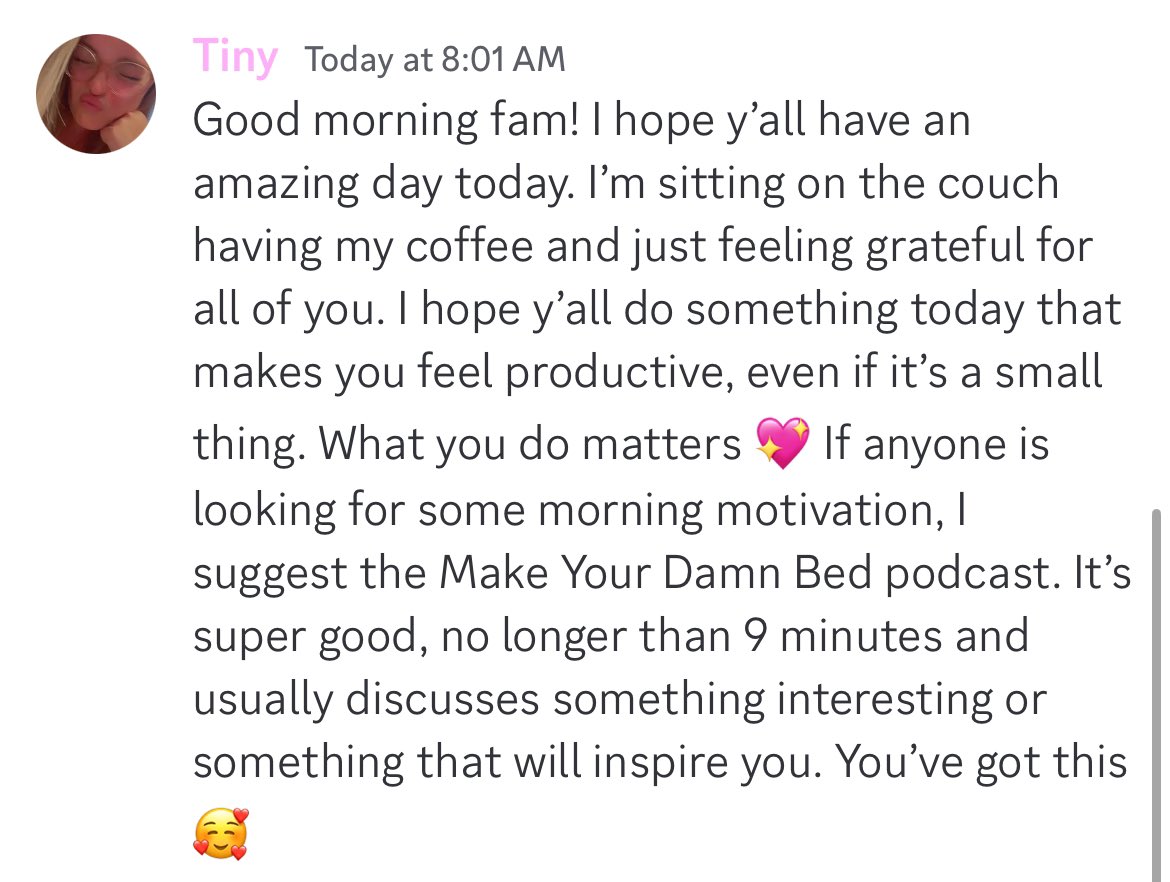 Tiny Today at 8:01 AM
Good morning fam! I hope y’all have an
amazing day today. I’m sitting on the couch
having my coffee and just feeling grateful for
all of you. I hope y’all do something today that
makes you feel productive, even if it’s a small
thing. What you do matters 💖 If anyone is
looking for some morning motivation, I
suggest the Make Your Damn Bed podcast. It’s
super good, no longer than 9 minutes and
usually discusses something interesting or
something that will inspire you. You’ve got this
🥰